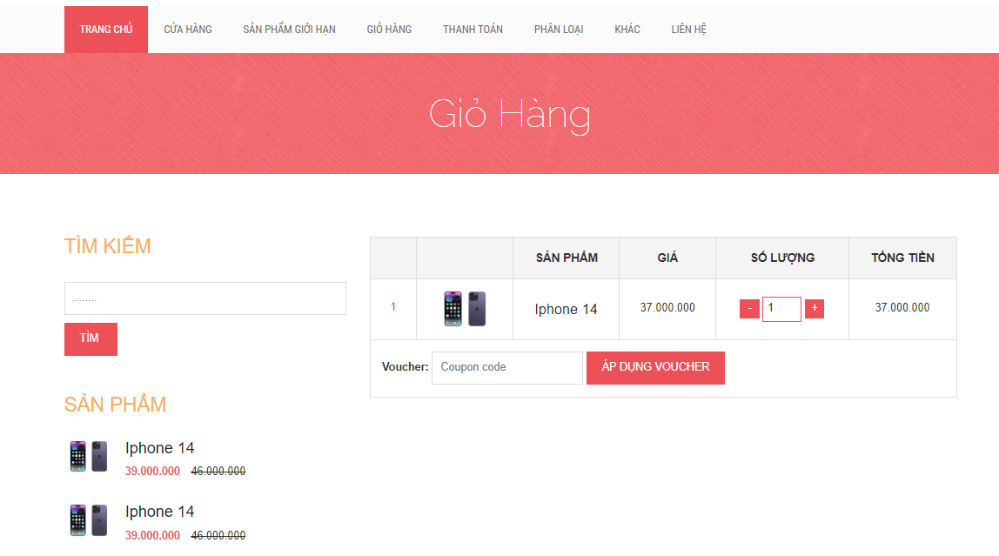 TRANG CHỦ CỬA HÀNG SẢN PHẨM GIỚI HẠN GIỎ HÀNG THANH TOÁN PHÂN LOẠI KHÁC LIÊN HỆ
Giỏ Hàng
TÌM KIẾM
........
TÌM
SẢN PHẨM
Iphone 14
39.000.000 46.000.000
Iphone 14
39.000.000 46.000.000
SẢN PHẨM GIÁ SỐ LƯỢNG TỔNG TIỀN
1 Iphone 14 37.000.000 - 1 + 37.000.000
Voucher: Coupon code ÁP DỤNG VOUCHER